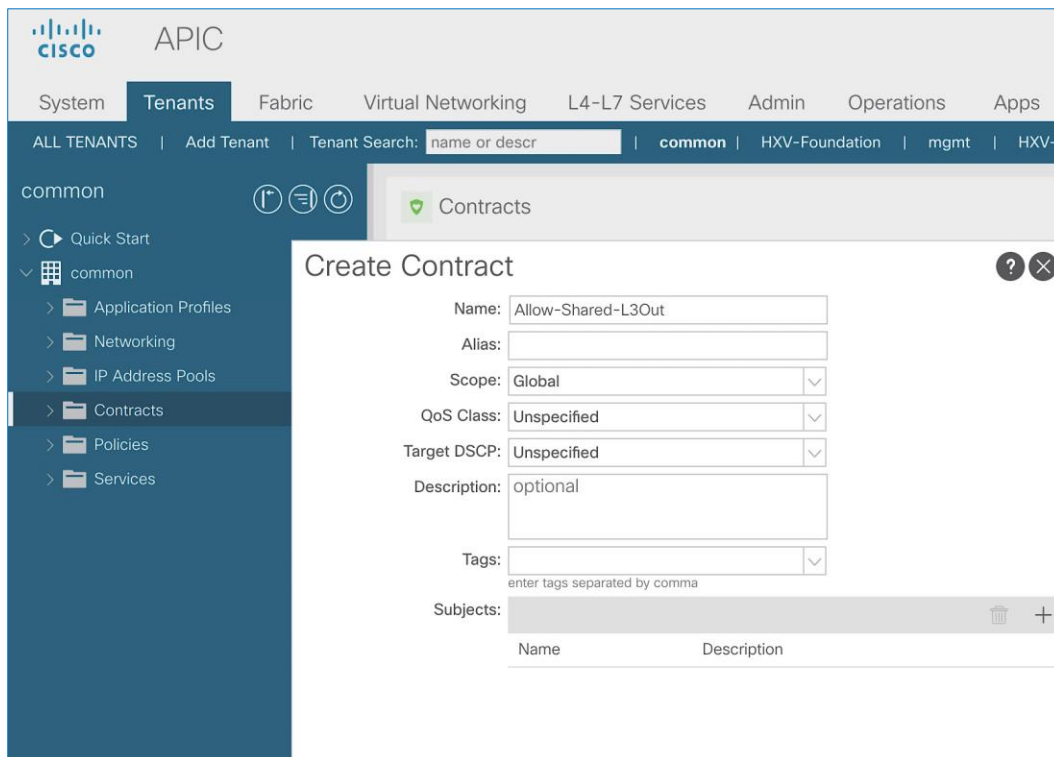 CISCO APIC
System Tenants Fabric Virtual Networking L4-L7 Services Admin Operations Apps
ALL TENANTS | Add Tenant | Tenant Search: name or descr | common | HXV-Foundation | mgmt | HXV-
common
Contracts
Quick Start
common
Application Profiles
Networking
IP Address Pools
Contracts
Policies
Services
Create Contract
Name: Allow-Shared-L3Out
Alias:
Scope: Global
QoS Class: Unspecified
Target DSCP: Unspecified
Description: optional
Tags:
enter tags separated by comma
Subjects:
Name Description